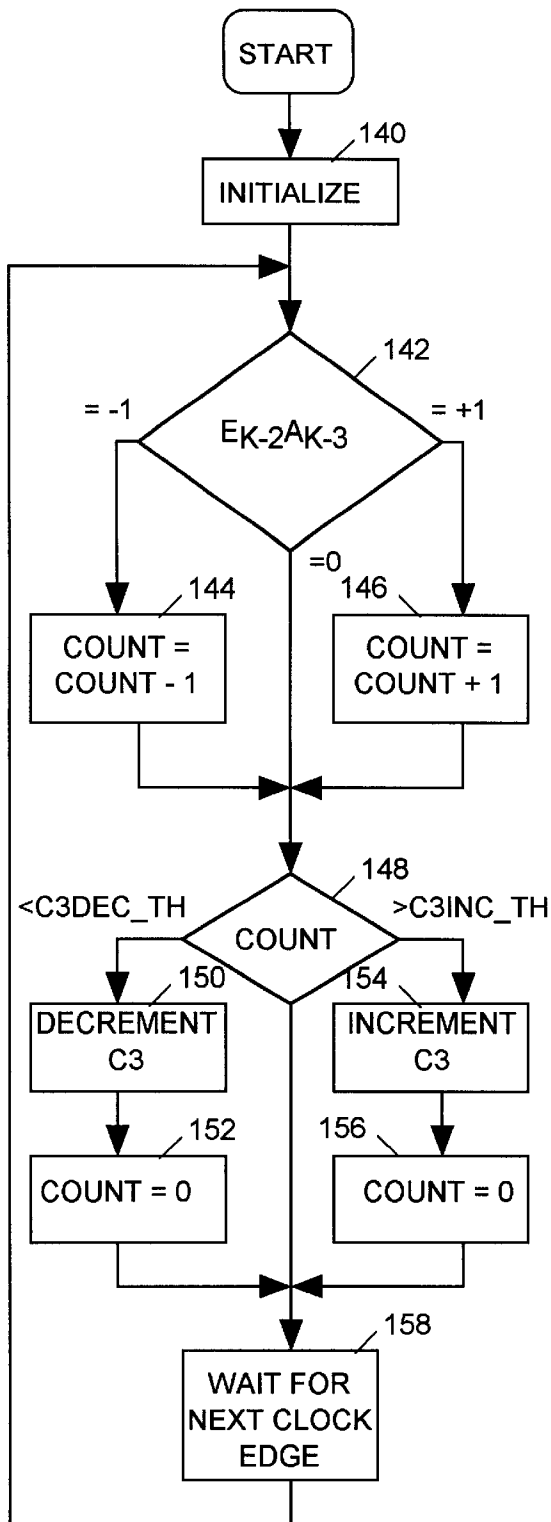 START
140
INITIALIZE
142
= -1
= +1
EK-2AK-3
=0
144
146
COUNT =
COUNT - 1
COUNT =
COUNT + 1
148
<C3DEC_TH
>C3INC_TH
COUNT
150
154
DECREMENT
C3
INCREMENT
C3
152
156
COUNT = 0
COUNT = 0
158
WAIT FOR
NEXT CLOCK
EDGE